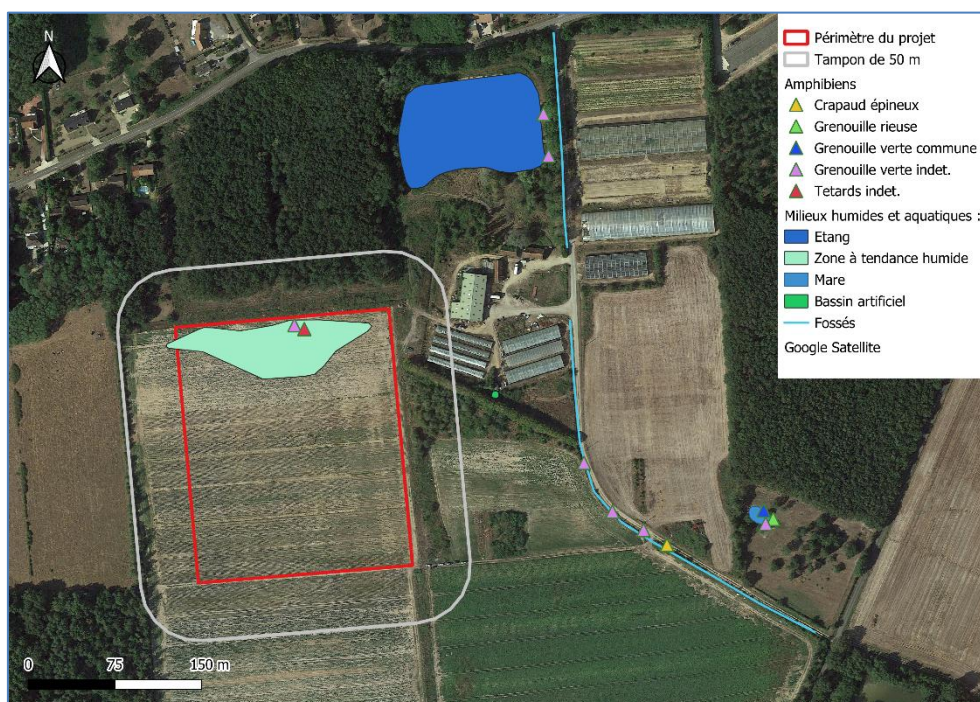 N
Périmètre du projet
Tampon de 50 m
Amphibiens
Crapaud épineux
Grenouille rieuse
Grenouille verte commune
Grenouille verte indet.
Tetards indet.
Milieux humides et aquatiques :
Etang
Zone à tendance humide
Mare
Bassin artificiel
Fossés
Google Satellite
0 75 150 m